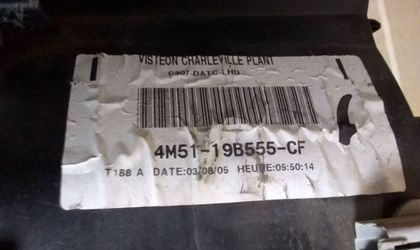 VISTEON CHARLEVILLE PLANT
C307-DATC-LHD
4M51-19B555-CF
T188 A DATE:03/08/05 HEURE:05:50:14